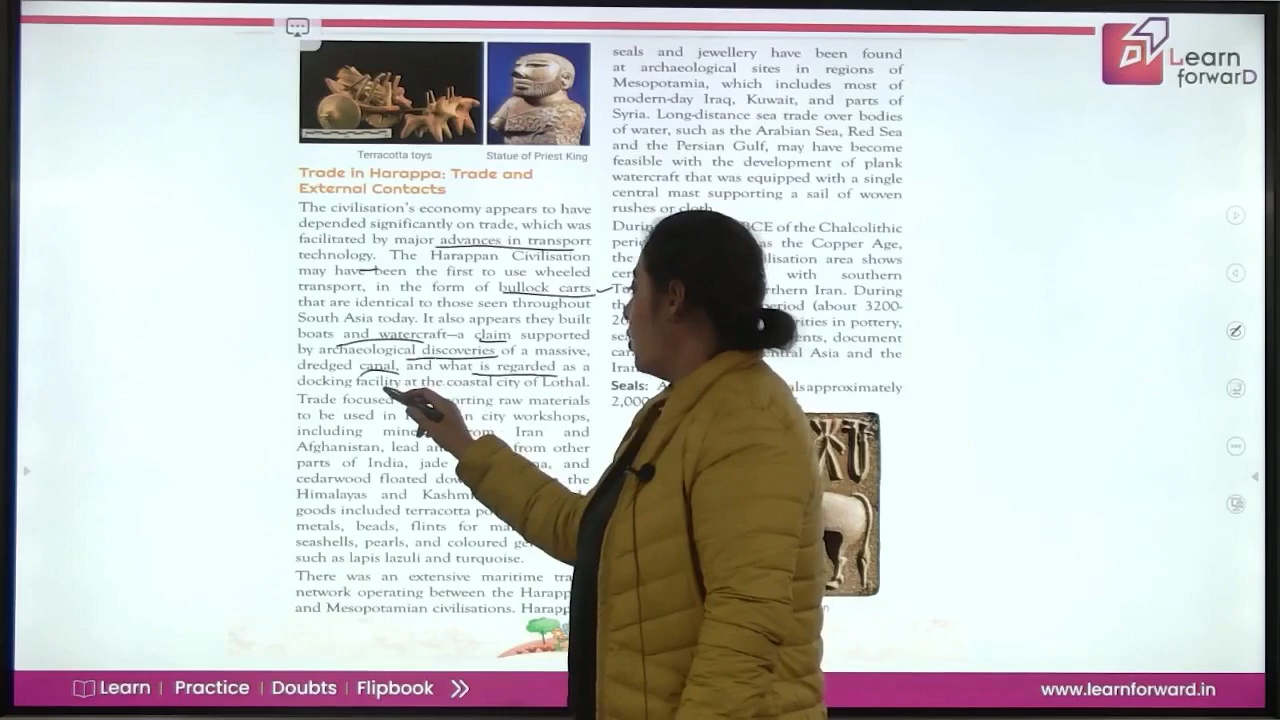 Learn
forwarD
Terracotta toys
Statue of Priest King
Trade in Harappa: Trade and
External Contacts
The civilisation's economy appears to have
depended significantly on trade, which was
facilitated by major advances in transport
technology. The Harappan Civilisation
may have been the first to use wheeled
transport, in the form of bullock carts
that are identical to those seen throughout
South Asia today. It also appears they built
boats and watercraft—a claim supported
by archaeological discoveries of a massive,
dredged canal, and what is regarded as a
docking facility at the coastal city of Lothal.
Trade focused orting raw materials
to be used in n city workshops,
including from Iran and
Afghanistan, lead from other
parts of India, jade and
cedarwood floated the
Himalayas and
goods included terracotta
metals, beads, flints for
seashells, pearls, and coloured
such as lapis lazuli and turquoise.
There was an extensive maritime
network operating between the Harapp
and Mesopotamian civilisations. Harapp
seals and jewellery have been found
at archaeological sites in regions of
Mesopotamia, which includes most of
modern-day Iraq, Kuwait, and parts of
Syria. Long-distance sea trade over bodies
of water, such as the Arabian Sea, Red Sea
and the Persian Gulf, may have become
feasible with the development of plank
watercraft that was equipped with a single
central mast supporting a sail of woven
rushes or cloth.
BCE of the Chalcolithic
as the Copper Age,
the ilisation area shows
with southern
rthern Iran. During
eriod (about 3200-
rities in pottery,
ents, document
Asia and the
Iran
Seals: approximately
2,000
Learn | Practice | Doubts | Flipbook
www.learnforward.in